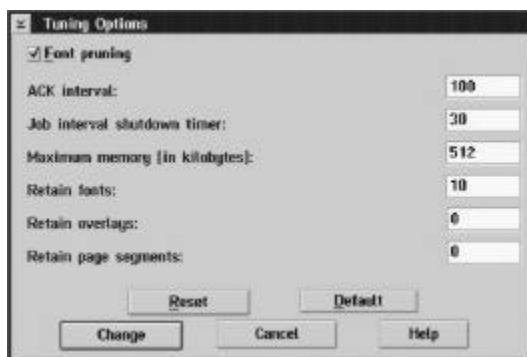 Tuning Options
Font pruning
ACK interval: 100
Job interval shutdown timer: 30
Maximum memory [in kilobytes]: 512
Retain fonts: 10
Retain overlays: 0
Retain page segments: 0
Reset Default
Change Cancel Help